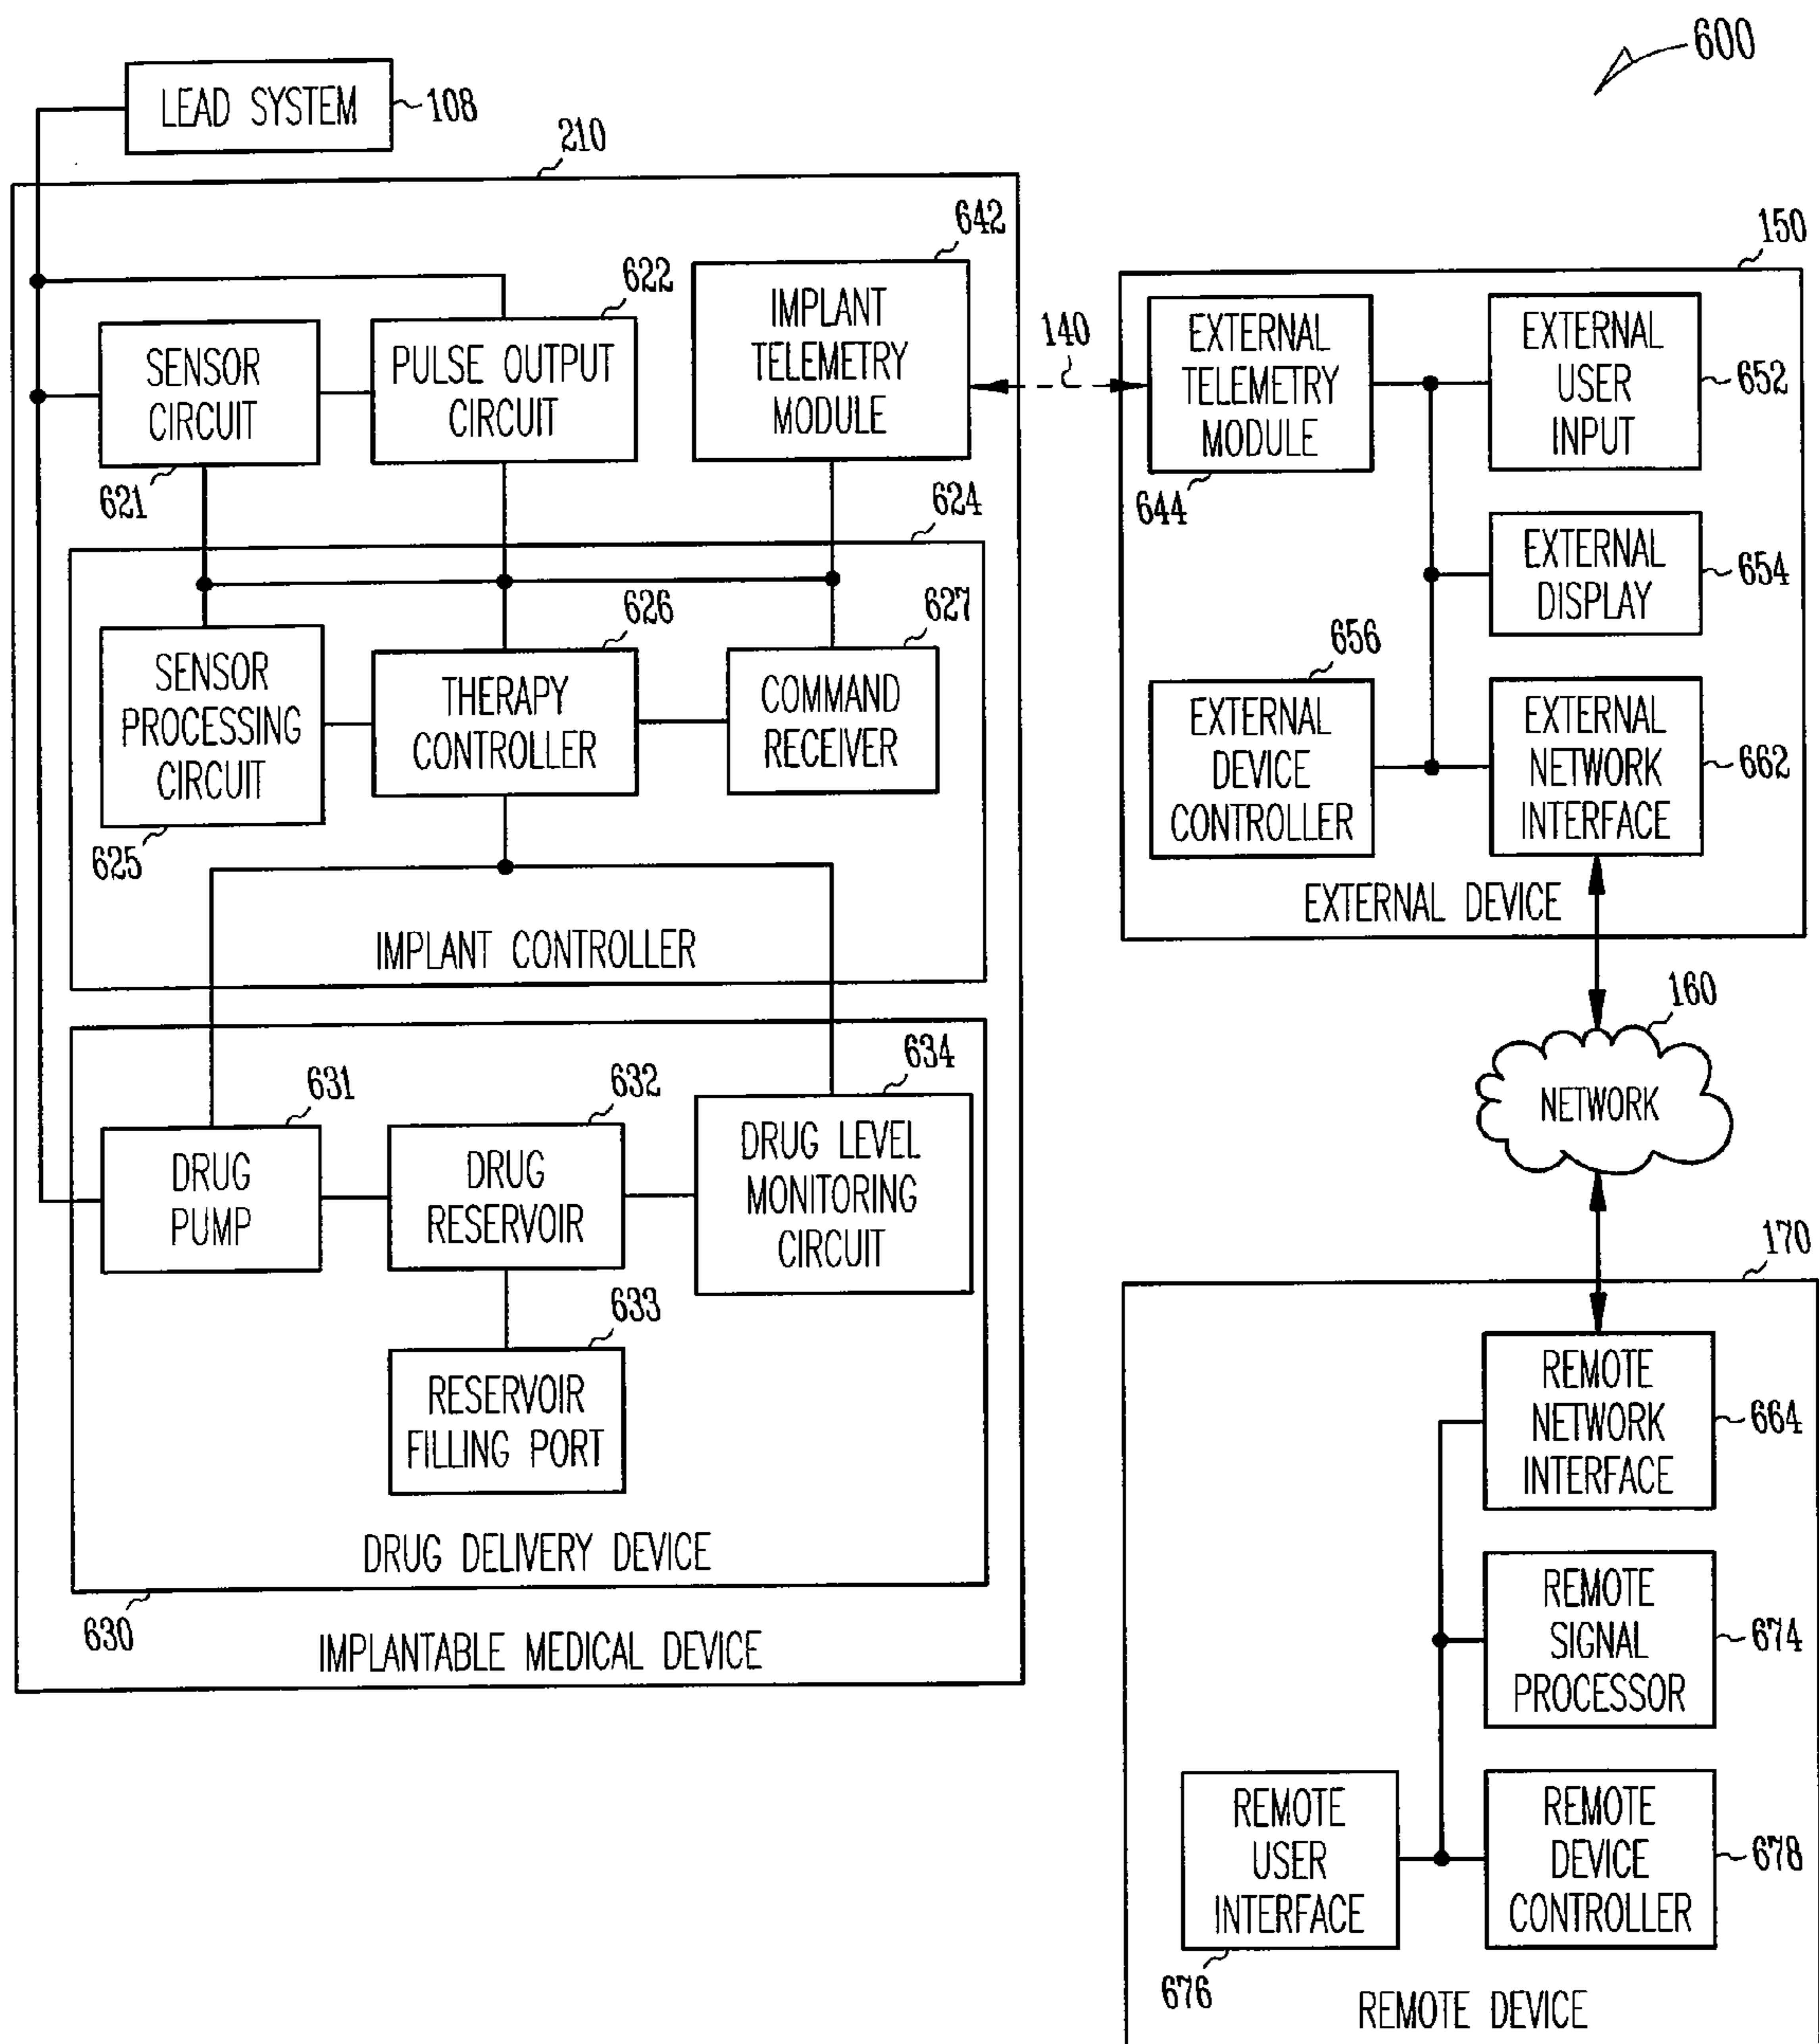 600
LEAD SYSTEM
108
210
642
622
IMPLANT
TELEMETRY
MODULE
SENSOR
CIRCUIT
PULSE OUTPUT
CIRCUIT
621
624
140
150
EXTERNAL
TELEMETRY
MODULE
644
EXTERNAL
USER
INPUT
652
EXTERNAL
DISPLAY
654
656
EXTERNAL
DEVICE
CONTROLLER
EXTERNAL
NETWORK
INTERFACE
662
EXTERNAL DEVICE
626
627
SENSOR
PROCESSING
CIRCUIT
625
THERAPY
CONTROLLER
COMMAND
RECEIVER
IMPLANT CONTROLLER
160
NETWORK
631
632
634
DRUG
PUMP
DRUG
RESERVOIR
DRUG LEVEL
MONITORING
CIRCUIT
633
RESERVOIR
FILLING PORT
DRUG DELIVERY DEVICE
630
IMPLANTABLE MEDICAL DEVICE
170
REMOTE
NETWORK
INTERFACE
664
REMOTE
SIGNAL
PROCESSOR
674
REMOTE
USER
INTERFACE
676
REMOTE
DEVICE
CONTROLLER
678
REMOTE DEVICE